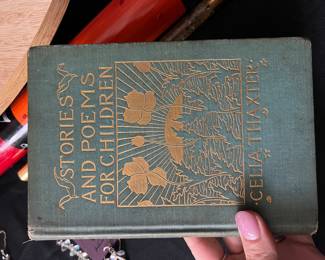 STORIES
AND POEMS
FOR CHILDREN
CELIA THAXTER